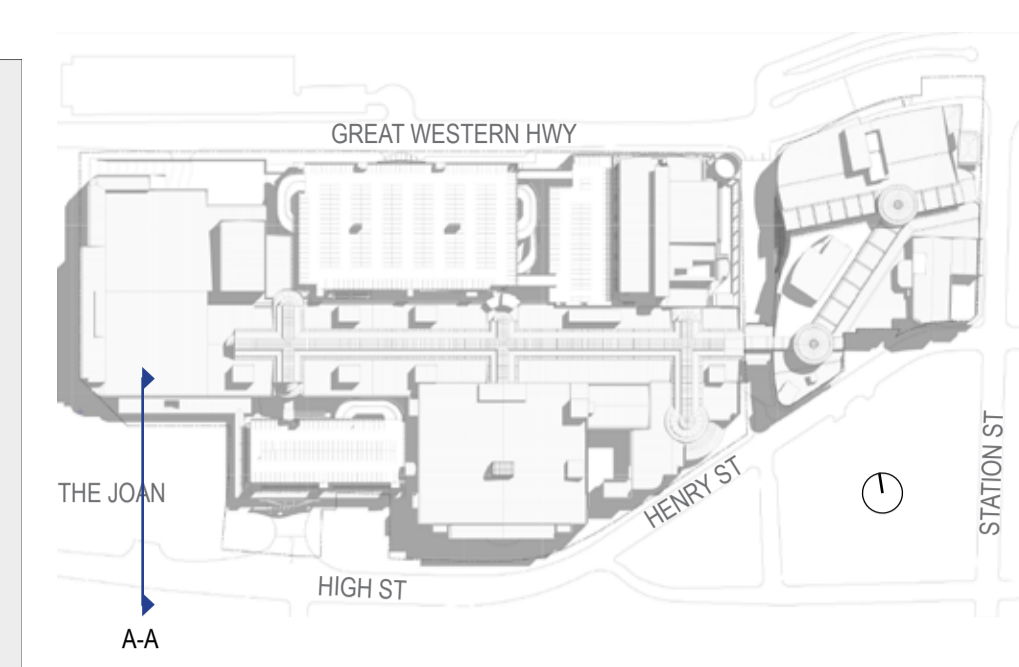 GREAT WESTERN HWY
THE JOAN
HENRY ST
STATION ST
HIGH ST
A-A